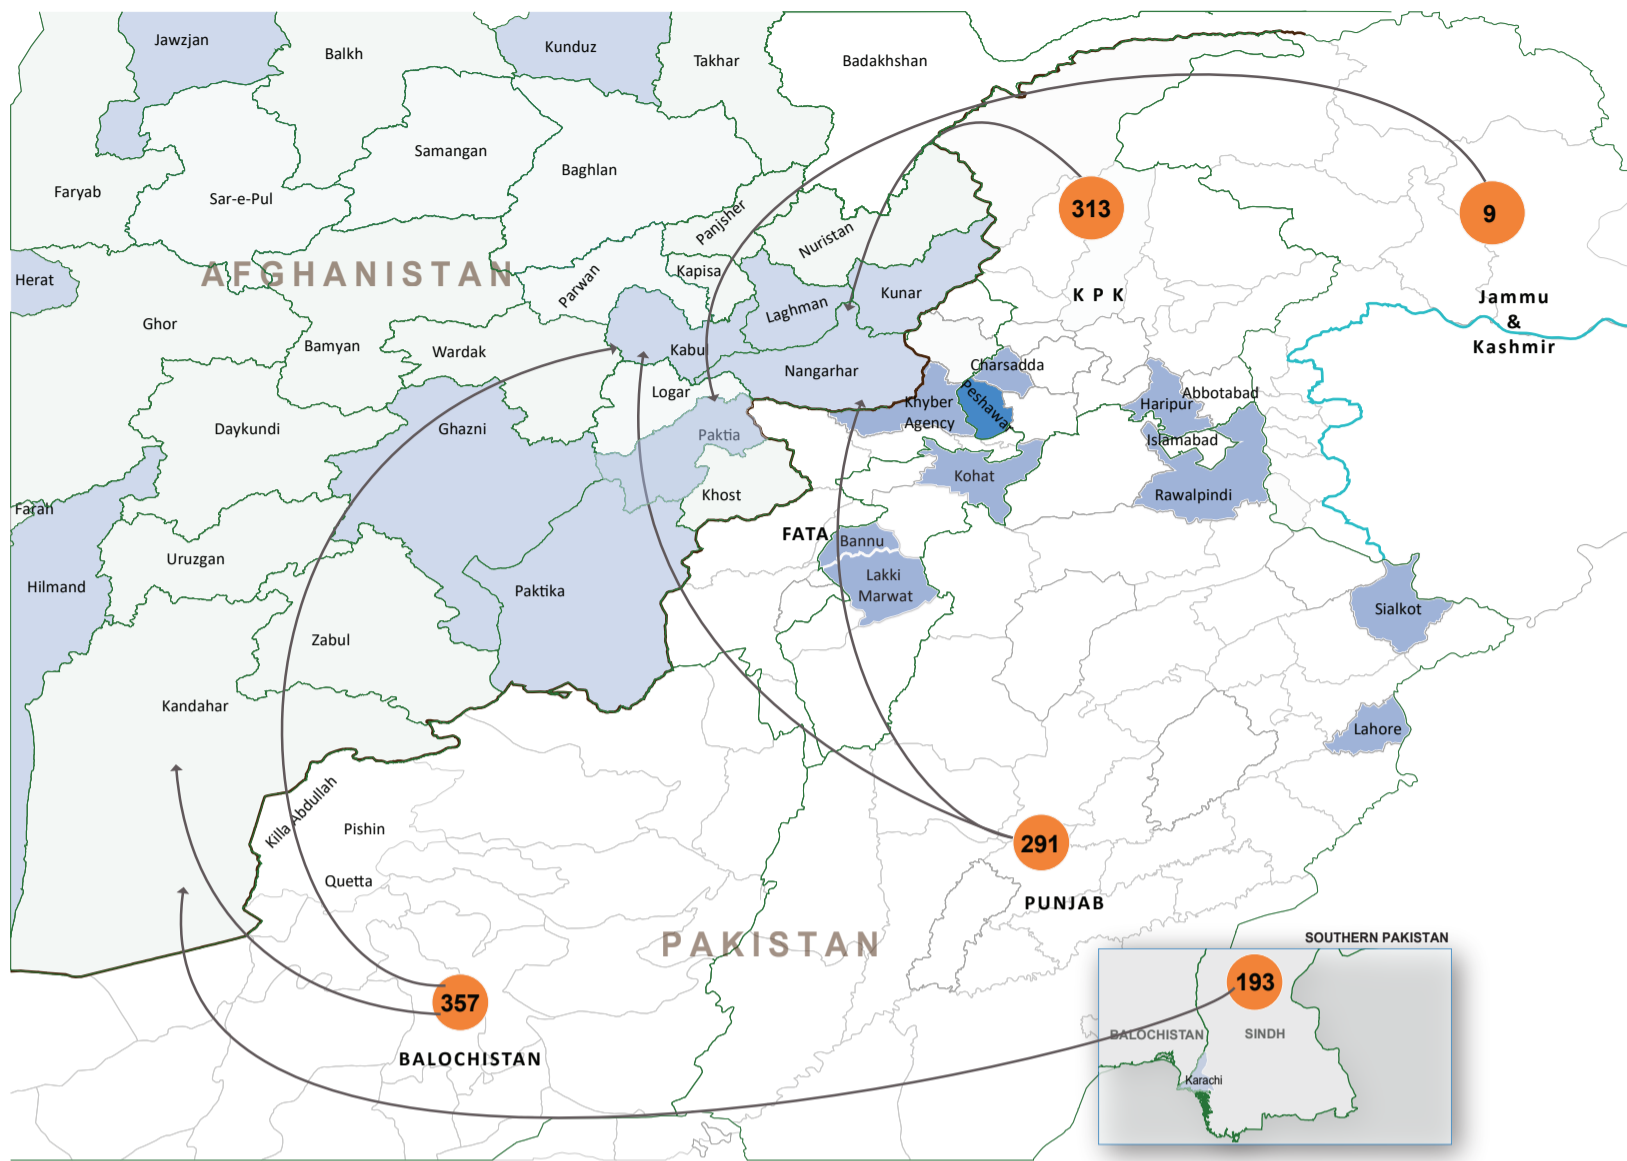 Jawzjan
Balkh
Kunduz
Takhar
Badakhshan
Samangan
Baghlan
Faryab
Sar-e-Pul
313
9
Panjsher
Nuristan
AFGHANISTAN
Herat
Parwan
Kapisa
Laghman
Kunar
K P K
Jammu
&
Kashmir
Ghor
Bamyan
Wardak
Kabul
Nangarhar
Charsadda
Logar
Khyber
Agency
Peshawar
Haripur
Abbotabad
Daykundi
Ghazni
Paktia
Islamabad
Kohat
Rawalpindi
Khost
Farah
FATA
Bannu
Uruzgan
Hilmand
Paktika
Lakki
Marwat
Sialkot
Zabul
Kandahar
Lahore
Killa Abdullah
Pishin
291
Quetta
PUNJAB
PAKISTAN
SOUTHERN PAKISTAN
193
357
BALOCHISTAN
SINDH
BALOCHISTAN
Karachi